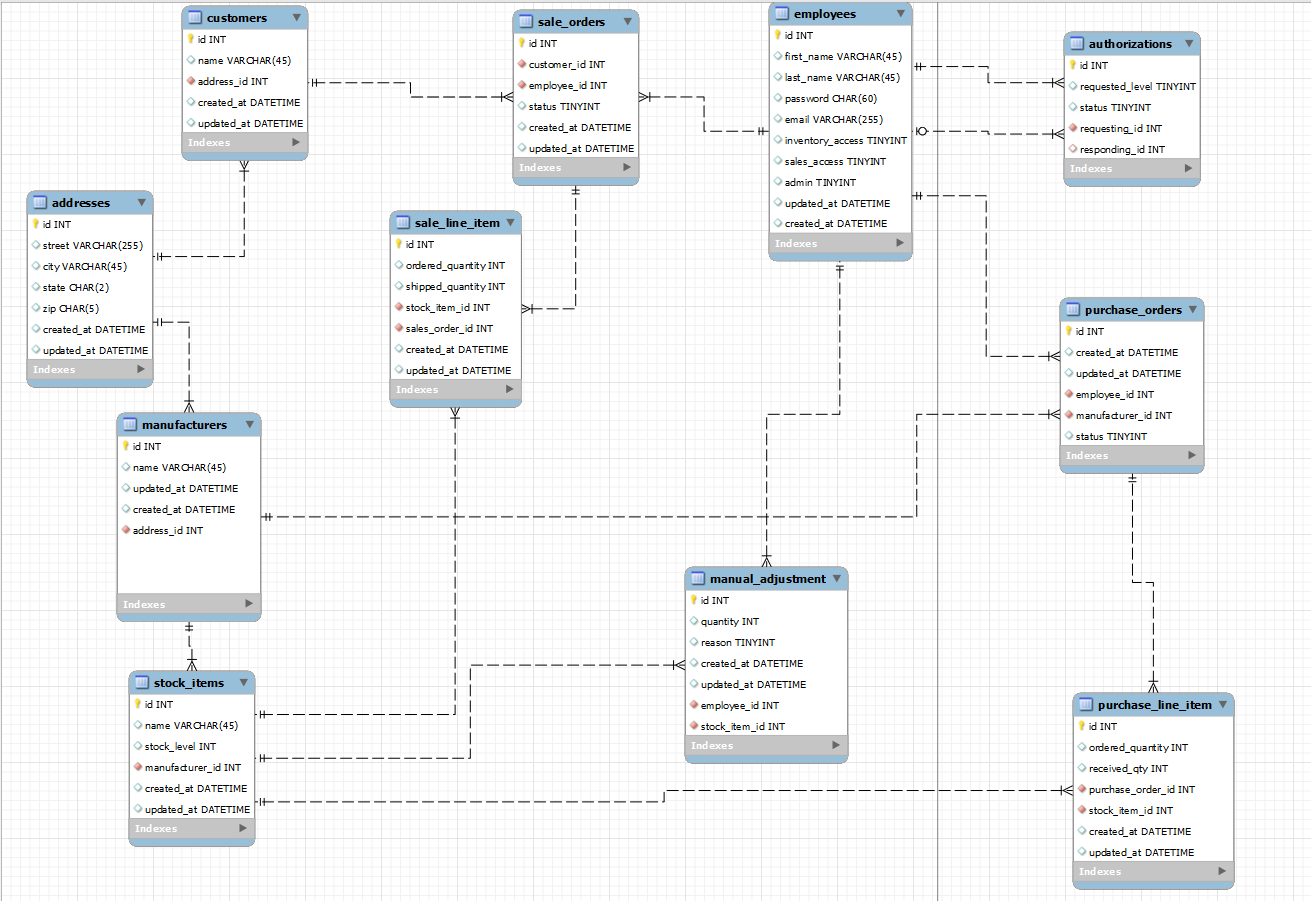 customers
id INT
name VARCHAR(45)
address_id INT
created_at DATETIME
updated_at DATETIME
Indexes
sale_orders
id INT
customer_id INT
employee_id INT
status TINYINT
created_at DATETIME
updated_at DATETIME
Indexes
employees
id INT
first_name VARCHAR(45)
last_name VARCHAR(45)
password CHAR(60)
email VARCHAR(255)
inventory_access TINYINT
sales_access TINYINT
admin TINYINT
updated_at DATETIME
created_at DATETIME
Indexes
authorizations
id INT
requested_level TINYINT
status TINYINT
requesting_id INT
responding_id INT
Indexes
addresses
id INT
street VARCHAR(255)
city VARCHAR(45)
state CHAR(2)
zip CHAR(5)
created_at DATETIME
updated_at DATETIME
Indexes
sale_line_item
id INT
ordered_quantity INT
shipped_quantity INT
stock_item_id INT
sales_order_id INT
created_at DATETIME
updated_at DATETIME
Indexes
purchase_orders
id INT
created_at DATETIME
updated_at DATETIME
employee_id INT
manufacturer_id INT
status TINYINT
Indexes
manufacturers
id INT
name VARCHAR(45)
updated_at DATETIME
created_at DATETIME
address_id INT
Indexes
manual_adjustment
id INT
quantity INT
reason TINYINT
created_at DATETIME
updated_at DATETIME
employee_id INT
stock_item_id INT
Indexes
stock_items
id INT
name VARCHAR(45)
stock_level INT
manufacturer_id INT
created_at DATETIME
updated_at DATETIME
Indexes
purchase_line_item
id INT
ordered_quantity INT
received_qty INT
purchase_order_id INT
stock_item_id INT
created_at DATETIME
updated_at DATETIME
Indexes